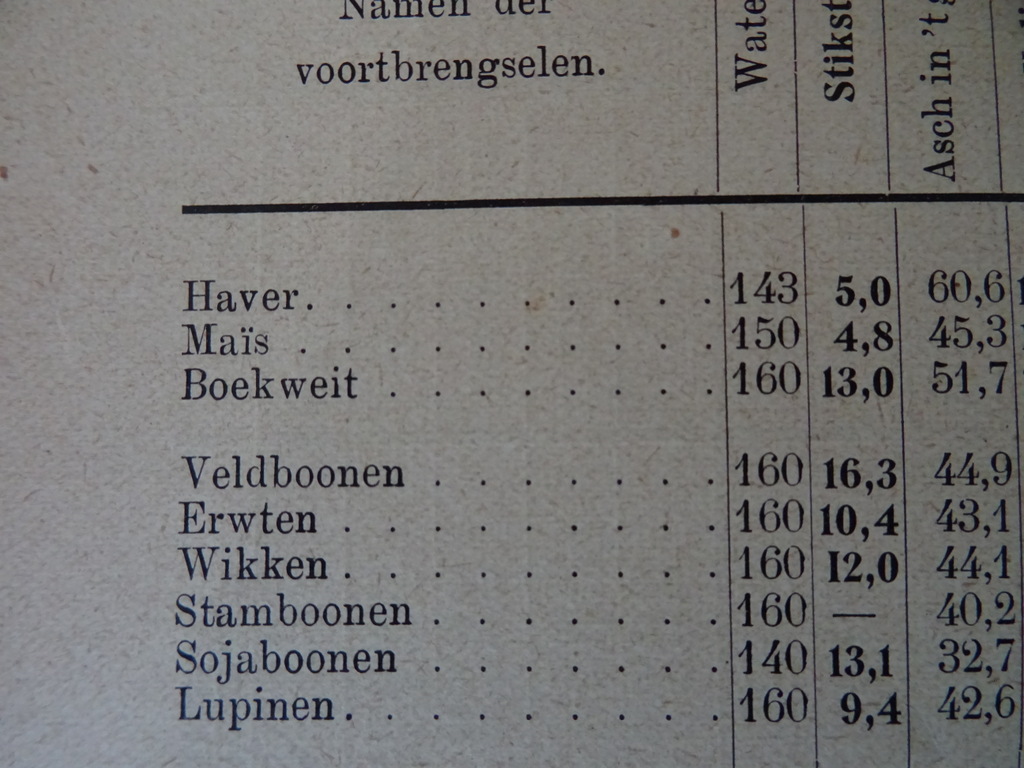 Namen der
voortbrengselen.
Asch in 't
Haver. . . . . . . . . . 143 5,0 60,6
Maïs . . . . . . . . . . 150 4,8 45,3
Boekweit . . . . . . . . 160 13,0 51,7
Veldboonen . . . . . . . 160 16,3 44,9
Erwten . . . . . . . . . 160 10,4 43,1
Wikken . . . . . . . . . 160 12,0 44,1
Stamboonen . . . . . . . 160 — 40,2
Sojaboonen . . . . . . . 140 13,1 32,7
Lupinen . . . . . . . . . 160 9,4 42,6